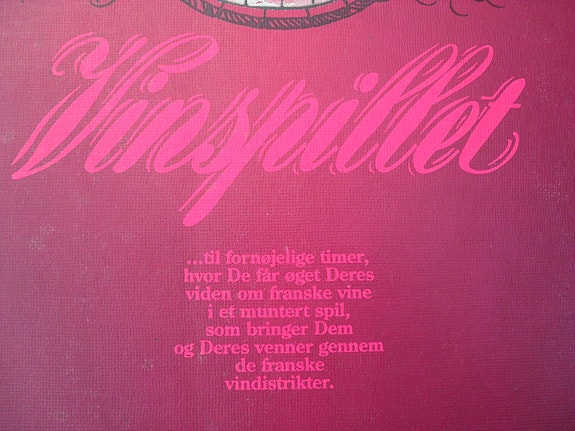 Vinspillet
...til fornøjelige timer,
hvor De får øget Deres
viden om franske vine
i et muntert spil,
som bringer Dem
og Deres venner gennem
de franske
vindistrikter.